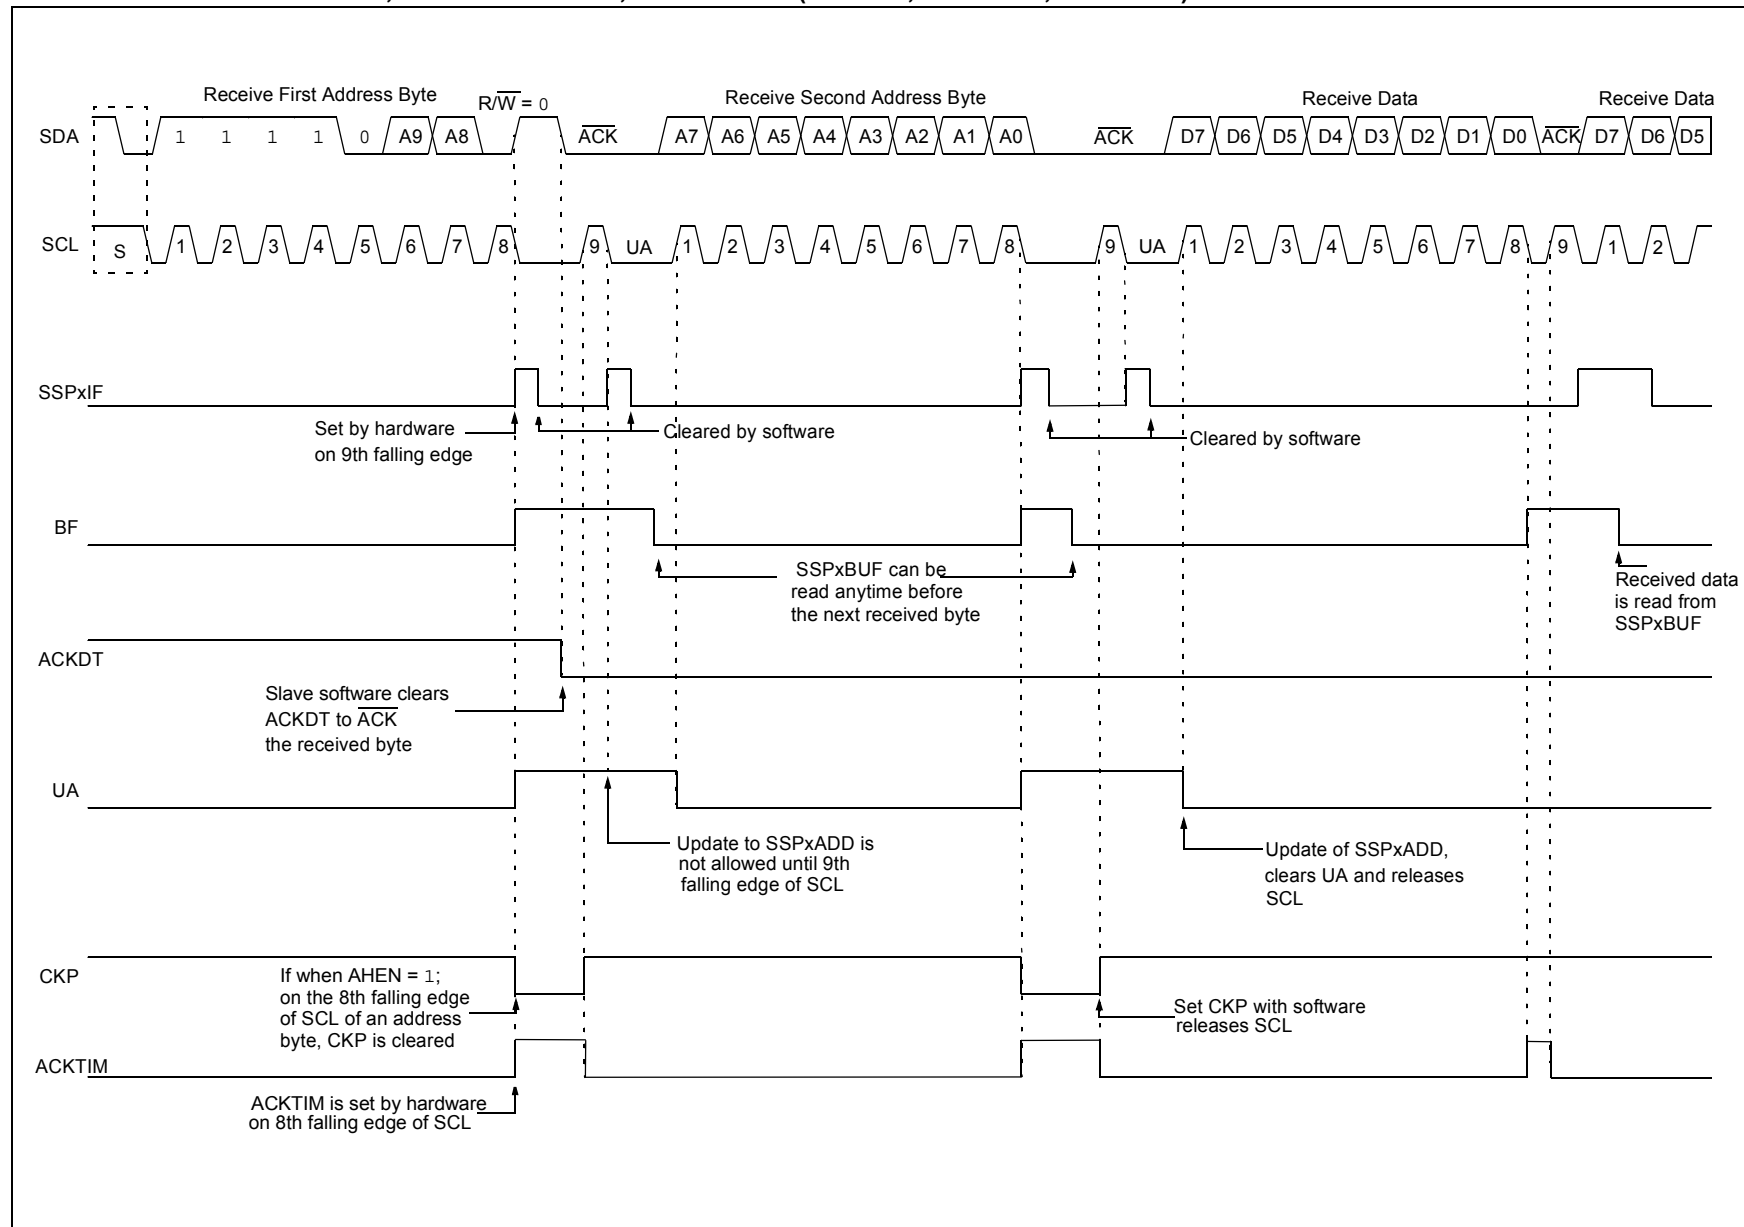 Receive First Address Byte
R/W = 0
Receive Second Address Byte
Receive Data
Receive Data
SDA
1 1 1 1 0 A9 A8 ACK A7 A6 A5 A4 A3 A2 A1 A0 ACK D7 D6 D5 D4 D3 D2 D1 D0 ACK D7 D6 D5
SCL
S 1 2 3 4 5 6 7 8 9 UA 1 2 3 4 5 6 7 8 9 UA 1 2 3 4 5 6 7 8 9 1 2
SSPxIF
Set by hardware
on 9th falling edge
Cleared by software
Cleared by software
BF
SSPxBUF can be
read anytime before
the next received byte
Received data
is read from
SSPxBUF
ACKDT
Slave software clears
ACKDT to ACK
the received byte
UA
Update to SSPxADD is
not allowed until 9th
falling edge of SCL
Update of SSPxADD,
clears UA and releases
SCL
CKP
If when AHEN = 1;
on the 8th falling edge
of SCL of an address
byte, CKP is cleared
Set CKP with software
releases SCL
ACKTIM
ACKTIM is set by hardware
on 8th falling edge of SCL